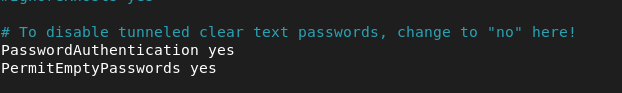 # To disable tunneled clear text passwords, change to "no" here!
PasswordAuthentication yes
PermitEmptyPasswords yes